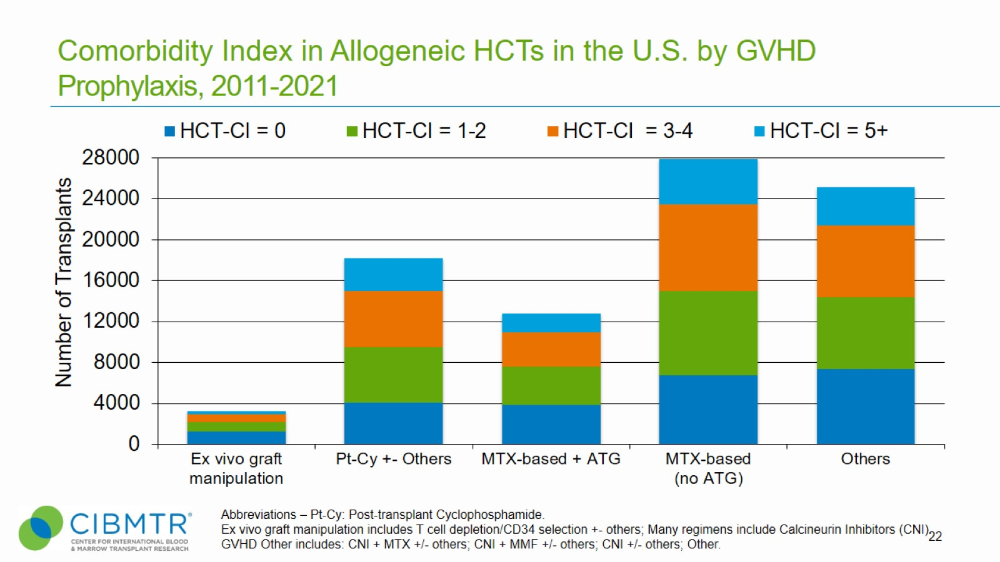 Comorbidity Index in Allogeneic HCTs in the U.S. by GVHD
Prophylaxis, 2011-2021
HCT-CI = 0
HCT-CI = 1-2
HCT-CI = 3-4
HCT-CI = 5+
Number of Transplants
28000
24000
20000
16000
12000
8000
4000
0
Ex vivo graft
manipulation
Pt-Cy +- Others
MTX-based + ATG
MTX-based
(no ATG)
Others
CIBMTR®
CENTER FOR INTERNATIONAL BLOOD
& MARROW TRANSPLANT RESEARCH
Abbreviations – Pt-Cy: Post-transplant Cyclophosphamide.
Ex vivo graft manipulation includes T cell depletion/CD34 selection +- others; Many regimens include Calcineurin Inhibitors (CNI).
GVHD Other includes: CNI + MTX +/- others; CNI + MMF +/- others; CNI +/- others; Other.
22